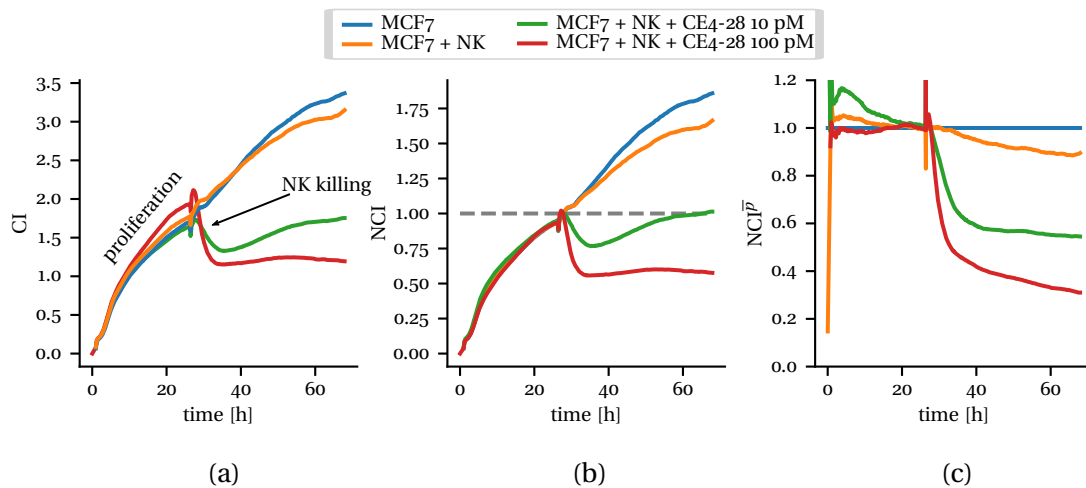 MCF7
MCF7 + NK
MCF7 + NK + CE4-28 10 pM
MCF7 + NK + CE4-28 100 pM
CI
3.5
3.0
2.5
2.0
1.5
1.0
0.5
0.0
proliferation
NK killing
0 20 40 60
time [h]
(a)
NCI
1.75
1.50
1.25
1.00
0.75
0.50
0.25
0.00
0 20 40 60
time [h]
(b)
NCI^p̅
1.2
1.0
0.8
0.6
0.4
0.2
0.0
0 20 40 60
time [h]
(c)